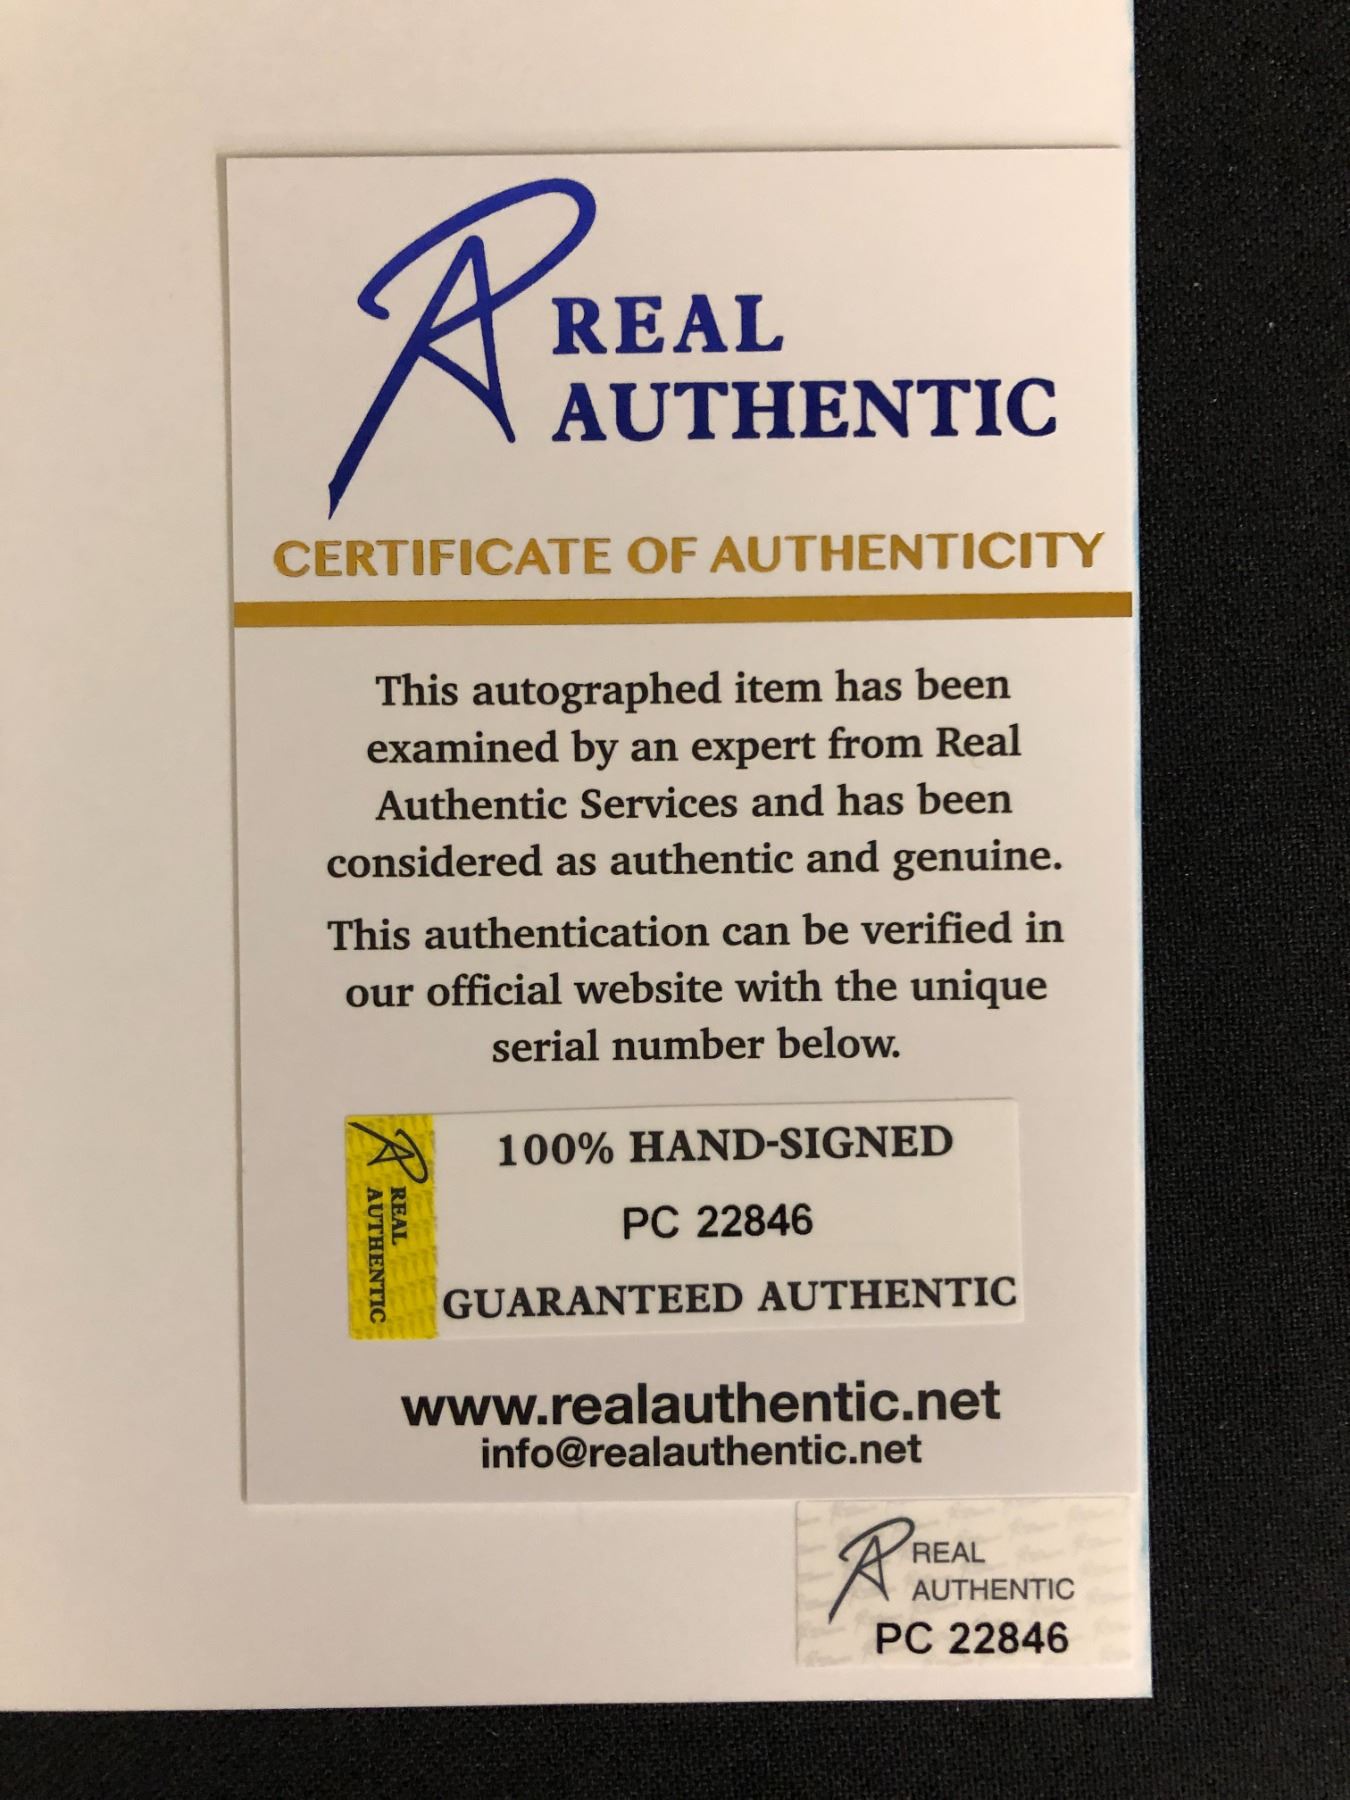 REAL
AUTHENTIC
CERTIFICATE OF AUTHENTICITY
This autographed item has been
examined by an expert from Real
Authentic Services and has been
considered as authentic and genuine.
This authentication can be verified in
our official website with the unique
serial number below.
REAL
AUTHENTIC
100% HAND-SIGNED
PC 22846
GUARANTEED AUTHENTIC
www.realauthentic.net
info@realauthentic.net
REAL
AUTHENTIC
PC 22846